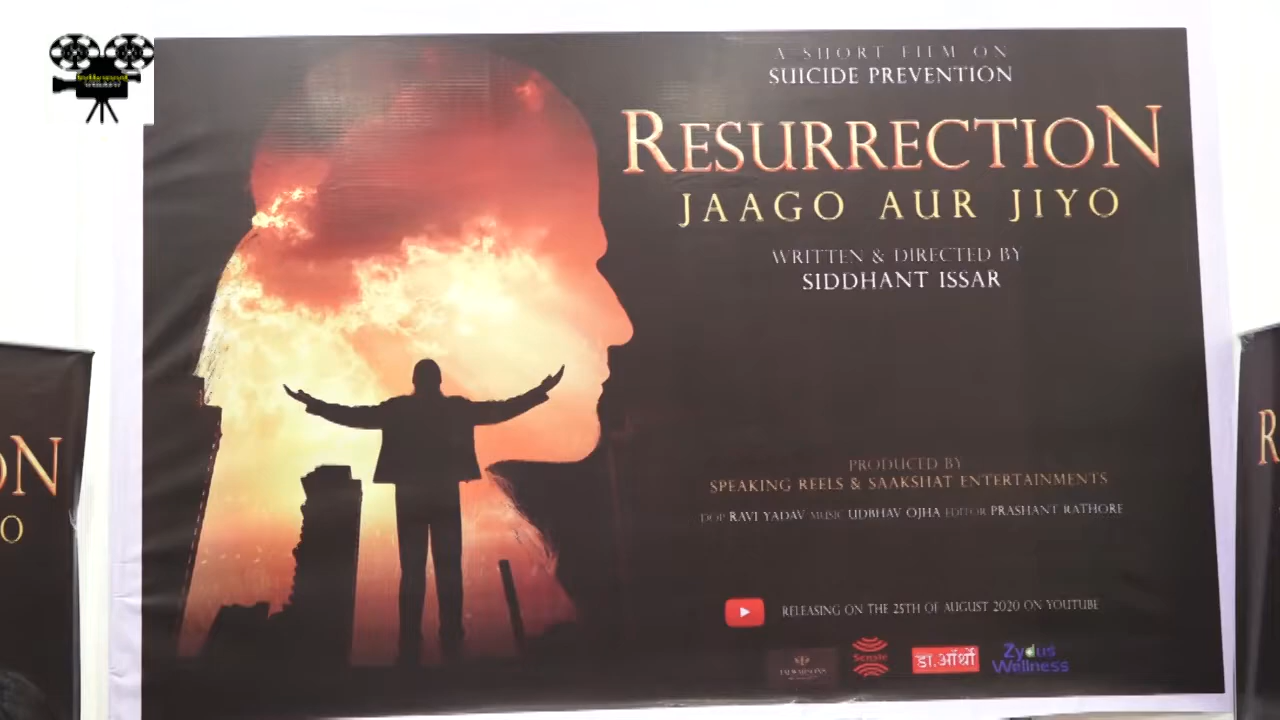 A SHORT FILM ON
SUICIDE PREVENTION
RESURRECTION
JAAGO AUR JIYO
WRITTEN & DIRECTED BY
SIDDHANT ISSAR
PRODUCED BY
SPEAKING REELS & SAAKSHAT ENTERTAINMENTS
DOP RAVI YADAV MUSIC UDBHAV OJHA EDITOR PRASHANT RATHORE
RELEASING ON THE 25TH OF AUGUST 2020 ON YOUTUBE
डा.ऑर्थो
Zydus
Wellness
ON
O
R